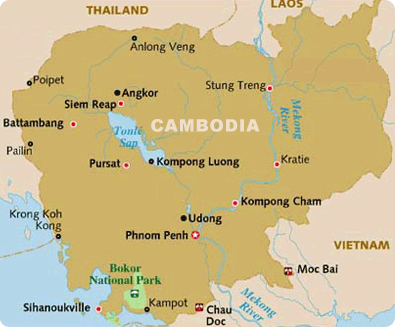 THAILAND
LAOS
Anlong Veng
Poipet
Stung Treng
Angkor
Siem Reap
Mekong
River
Battambang
Tonlé
Sap
CAMBODIA
Pailin
Pursat
Kompong Luong
Kratie
Krong Koh
Kong
Udong
Kompong Cham
Phnom Penh
VIETNAM
Bokor
National Park
Moc Bai
Sihanoukville
Kampot
Chau
Doc
Mekong
River